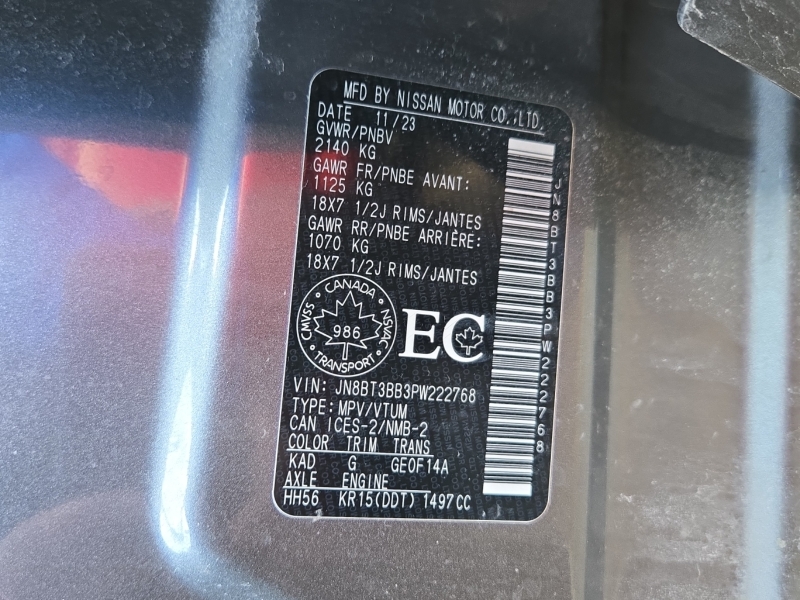 MFD BY NISSAN MOTOR CO.,LTD.
DATE 11/23
GVWR/PNBV
2140 KG
GAWR FR/PNBE AVANT:
1125 KG
18X7 1/2J RIMS/JANTES
GAWR RR/PNBE ARRIÈRE:
1070 KG
18X7 1/2J RIMS/JANTES
CANADA
CMVSS NSVAC
986
TRANSPORT
EC
VIN: JN8BT3BB3PW222768
TYPE: MPV/VTUM
CAN ICES-2/NMB-2
COLOR TRIM TRANS
KAD G GE0F14A
AXLE ENGINE
HH56 KR15(DDT) 1497CC
JN8BT3BB3PW222768